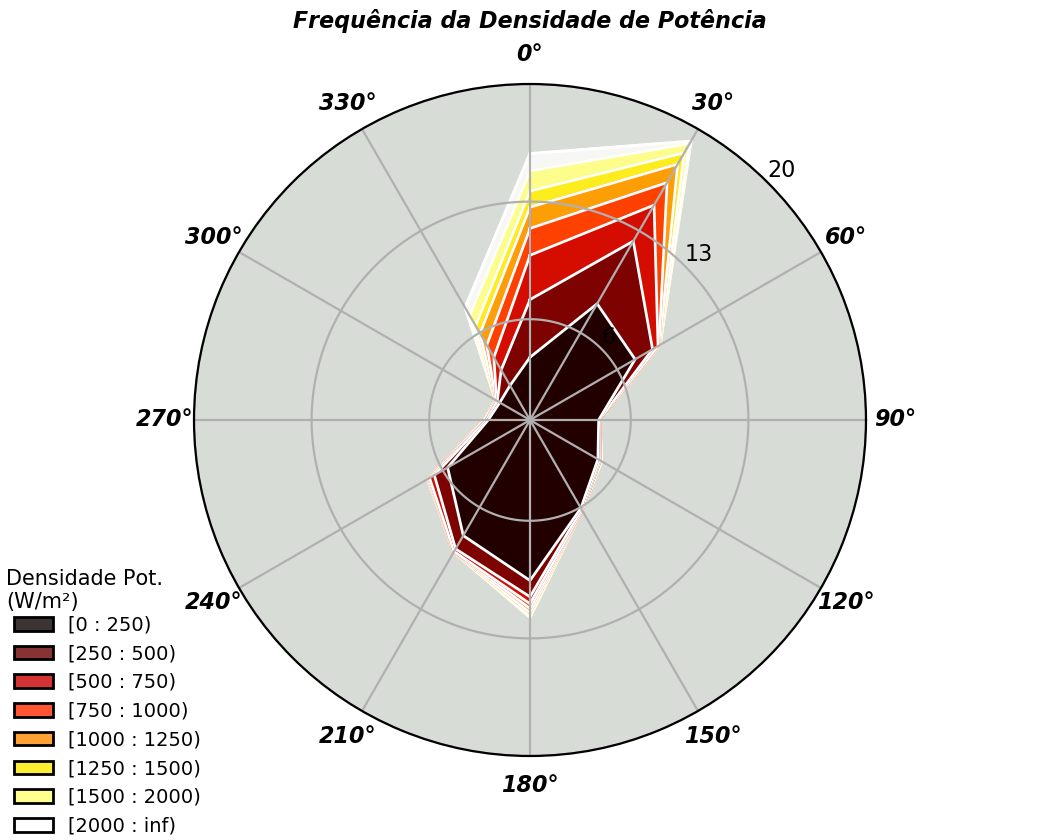 Frequência da Densidade de Potência
0°
330°
30°
20
300°
60°
13
6
270°
90°
Densidade Pot.
(W/m²)
240°
120°
[0 : 250)
[250 : 500)
[500 : 750)
[750 : 1000)
210°
150°
[1000 : 1250)
[1250 : 1500)
180°
[1500 : 2000)
[2000 : inf)